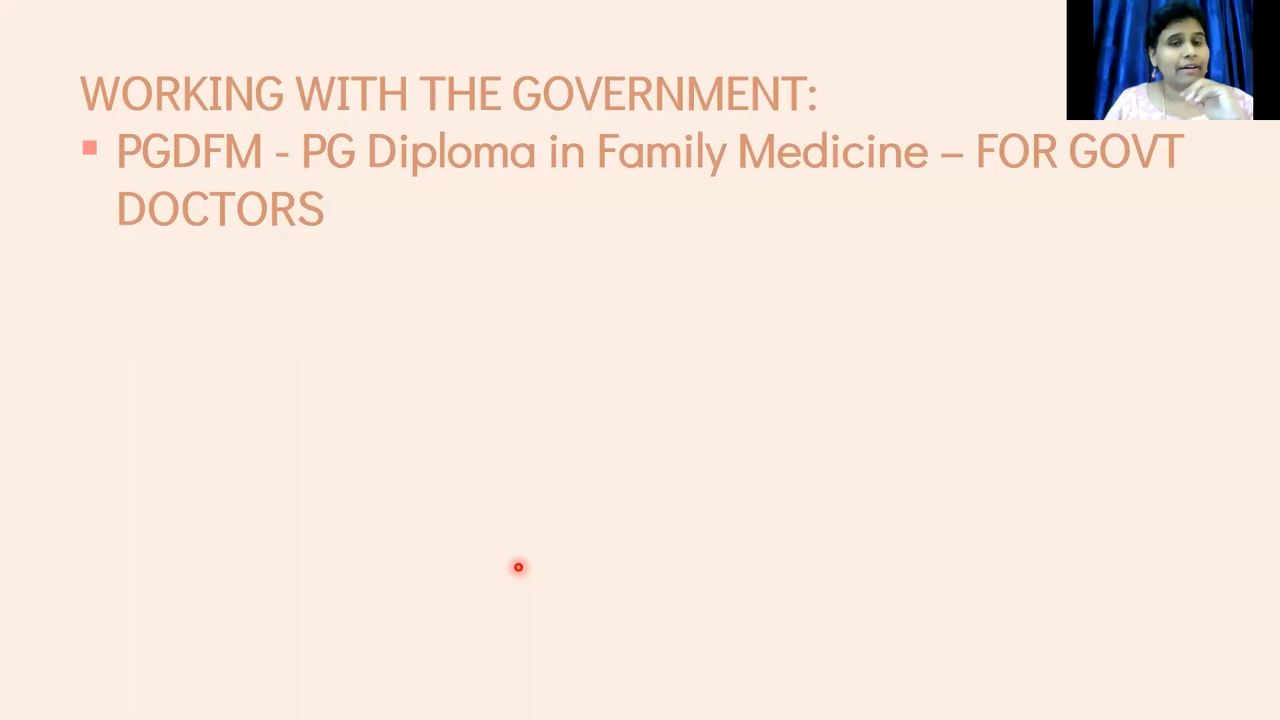 WORKING WITH THE GOVERNMENT:
PGDFM - PG Diploma in Family Medicine – FOR GOVT
DOCTORS